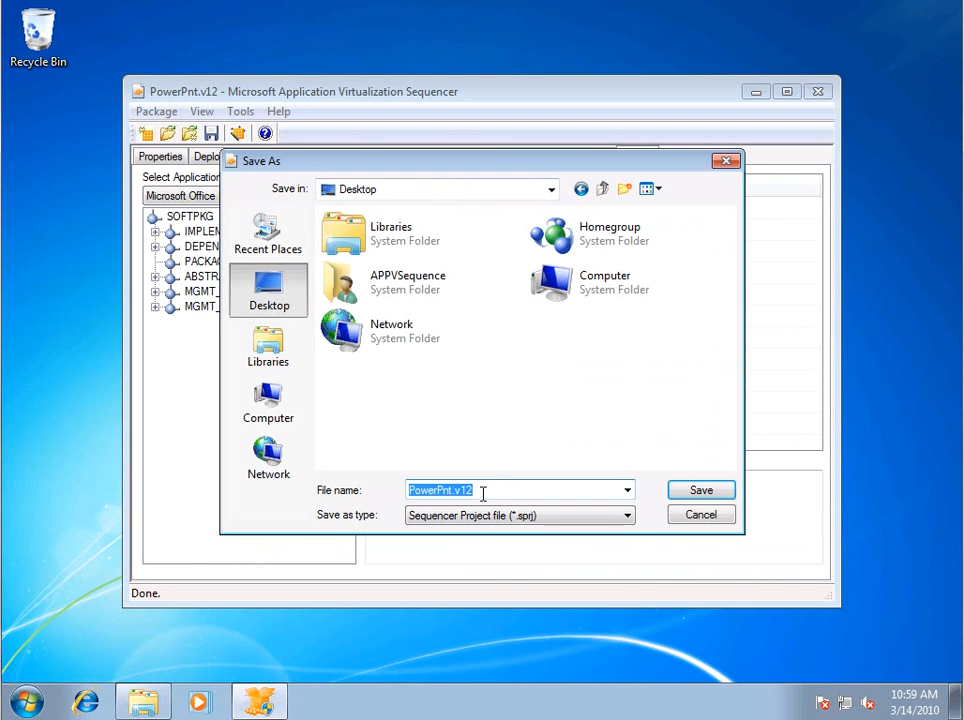 Recycle Bin
PowerPnt.v12 - Microsoft Application Virtualization Sequencer
Package View Tools Help
Properties Deplo
Select Application
Microsoft Office
SOFTPKG
IMPLEM
DEPEN
PACKA
ABSTR
MGMT_
MGMT_
Done.
Save As
Save in: Desktop
Recent Places
Desktop
Libraries
Computer
Network
Libraries
System Folder
Homegroup
System Folder
APPVSequence
System Folder
Computer
System Folder
Network
System Folder
File name: PowerPnt.v12 Save
Save as type: Sequencer Project file (*.sprj) Cancel
10:59 AM
3/14/2010